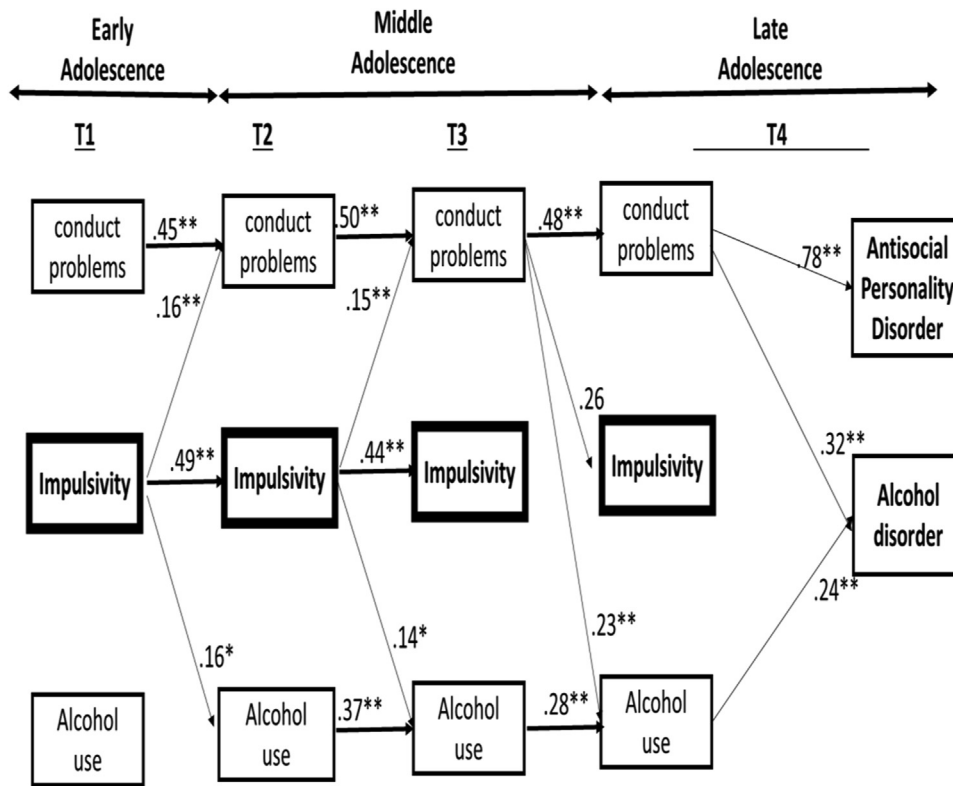 Early
Adolescence
Middle
Adolescence
Late
Adolescence
T1
T2
T3
T4
conduct
problems
.45**
conduct
problems
.50**
conduct
problems
.48**
conduct
problems
.78**
Antisocial
Personality
Disorder
.16**
.15**
.26
Impulsivity
.49**
Impulsivity
.44**
Impulsivity
Impulsivity
.32**
Alcohol
disorder
.24**
.16*
.14*
.23**
Alcohol
use
Alcohol
use
.37**
Alcohol
use
.28**
Alcohol
use